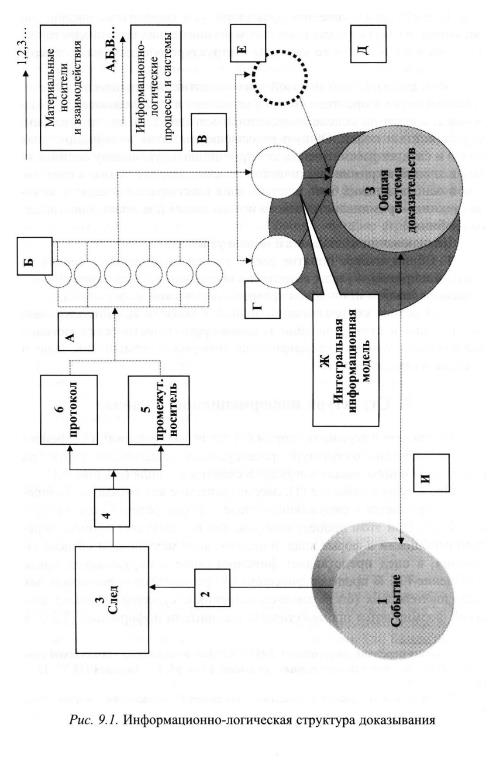 1,2,3…
Материальные
носители
и взаимодействия
А,Б,В…
Информационно-
логические
процессы и системы
Е
Д
В
Б
З
Общая
система
доказательств
Г
А
Ж
Интегральная
информационная
модель
6
протокол
5
промежут.
носитель
4
И
3
След
2
1
Событие
Рис. 9.1. Информационно-логическая структура доказывания